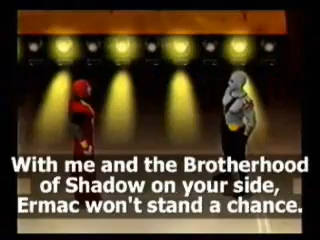 With me and the Brotherhood
of Shadow on your side,
Ermac won't stand a chance.